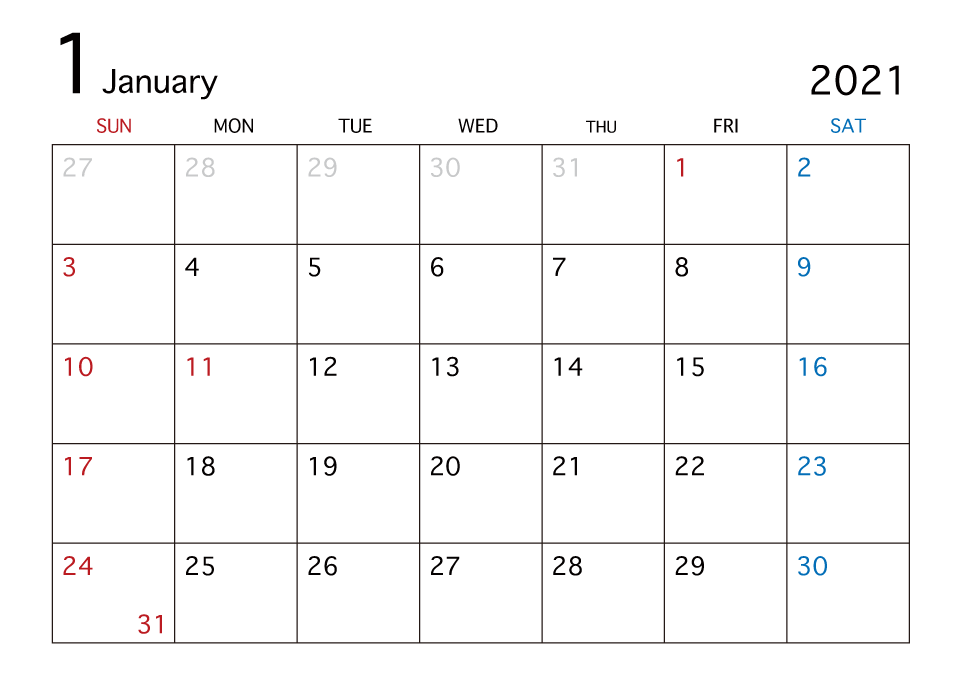 1 January 2021
SUN MON TUE WED THU FRI SAT
27 28 29 30 31 1 2
3 4 5 6 7 8 9
10 11 12 13 14 15 16
17 18 19 20 21 22 23
24 25 26 27 28 29 30
31